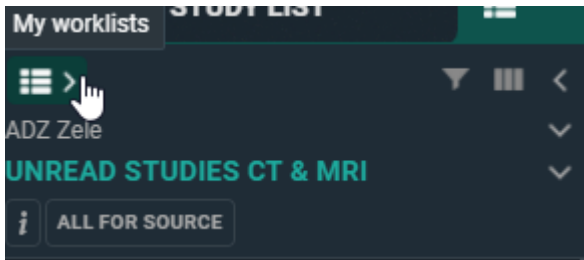 My worklists
STUDY LIST
ADZ Zele
UNREAD STUDIES CT & MRI
i
ALL FOR SOURCE